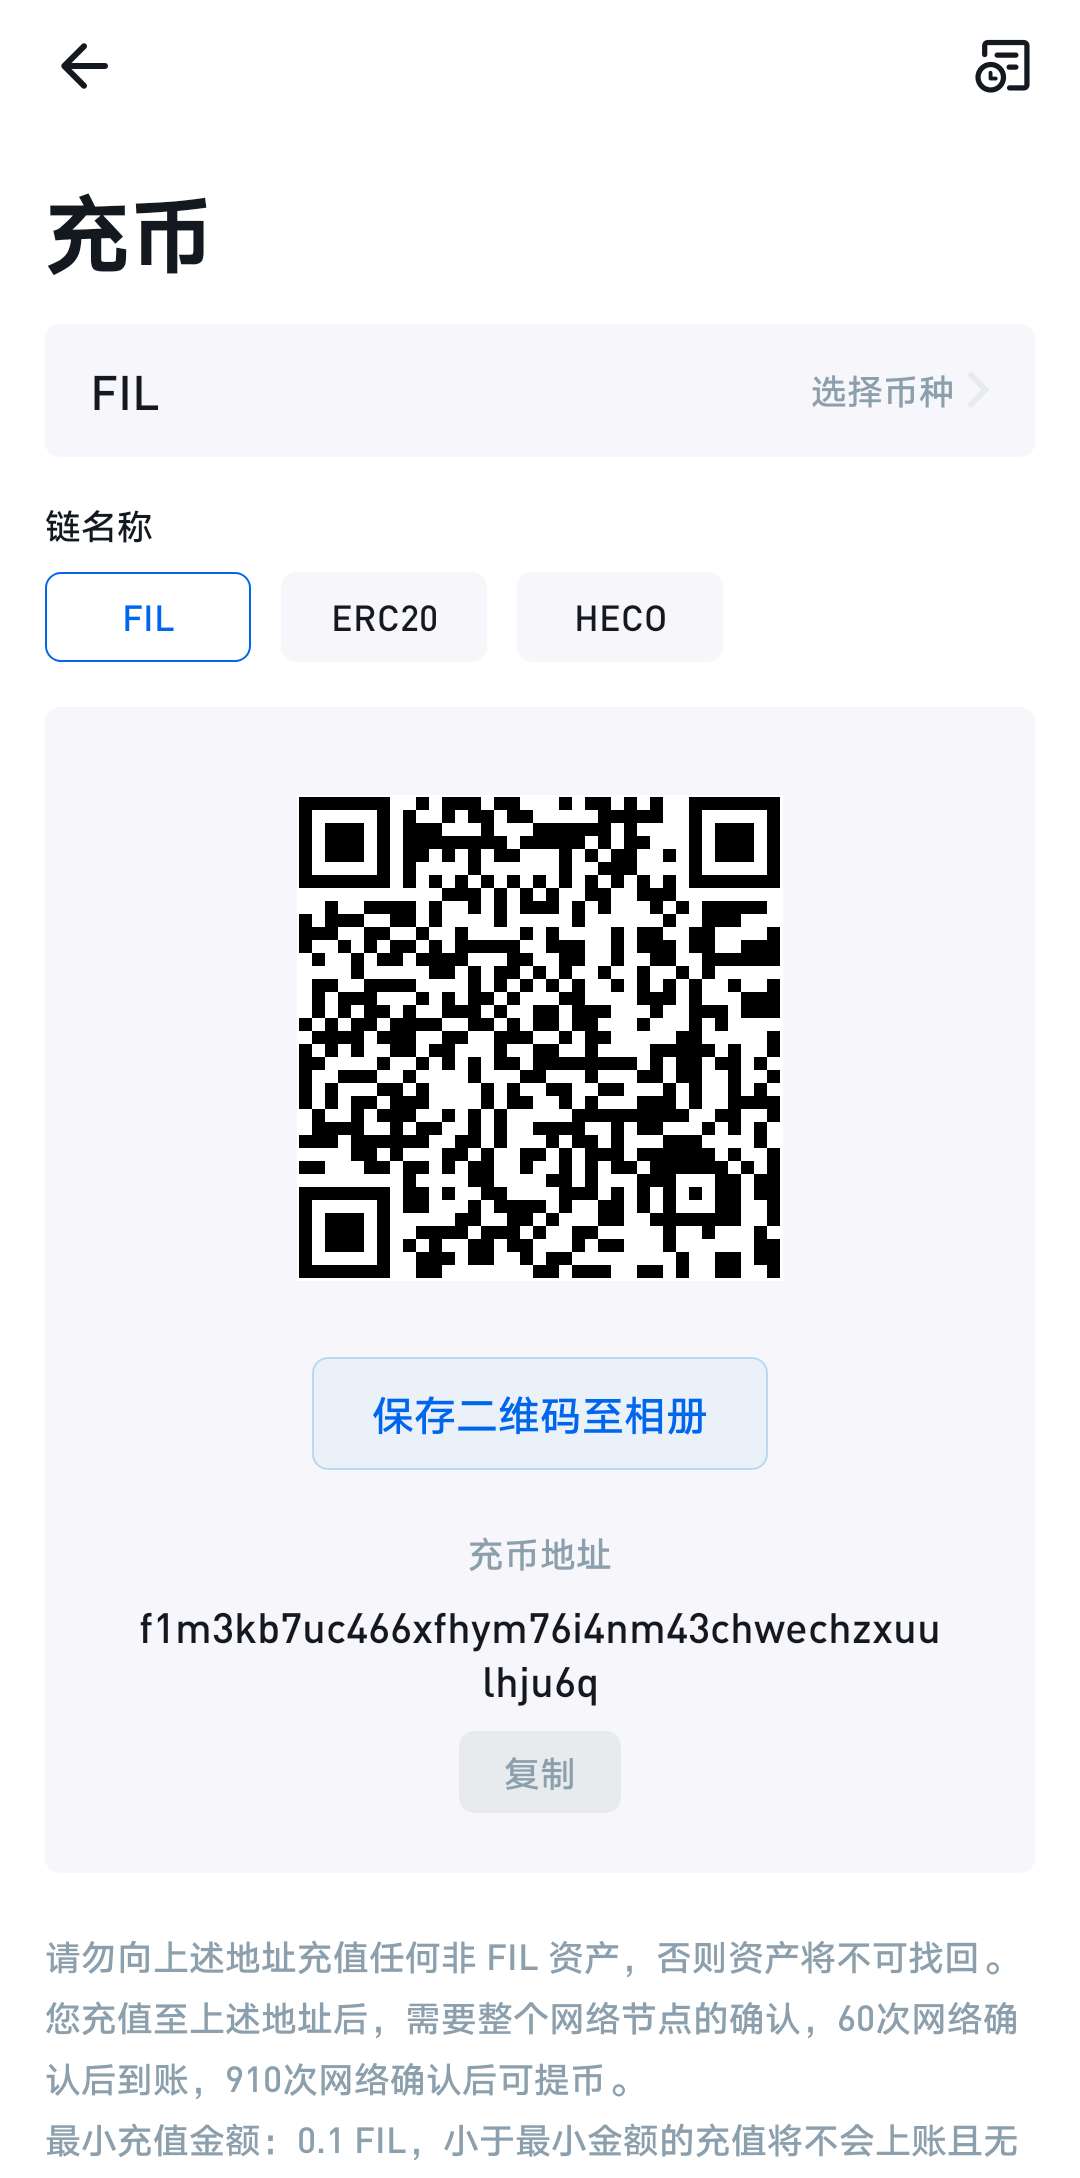 充币
FIL
选择币种
链名称
FIL
ERC20
HECO
保存二维码至相册
充币地址
f1m3kb7uc466xfhym76i4nm43chwechzxuu
lhju6q
复制
请勿向上述地址充值任何非 FIL 资产，否则资产将不可找回。
您充值至上述地址后，需要整个网络节点的确认，60次网络确
认后到账，910次网络确认后可提币。
最小充值金额：0.1 FIL，小于最小金额的充值将不会上账且无